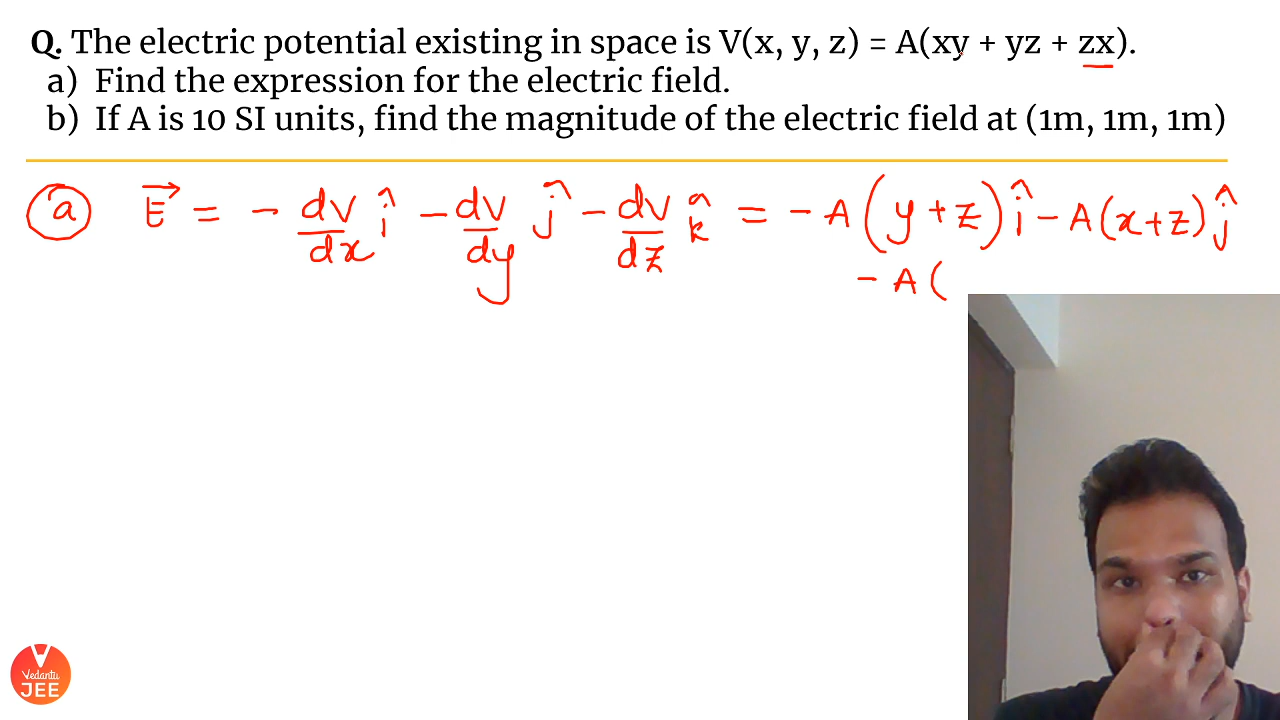 Q. The electric potential existing in space is V(x, y, z) = A(xy + yz + zx).
a) Find the expression for the electric field.
b) If A is 10 SI units, find the magnitude of the electric field at (1m, 1m, 1m)
(a) E⃗ = - dv/dx î - dv/dy ĵ - dv/dz k̂ = - A(y+z) î - A(x+z) ĵ
- A (
Vedantu
JEE